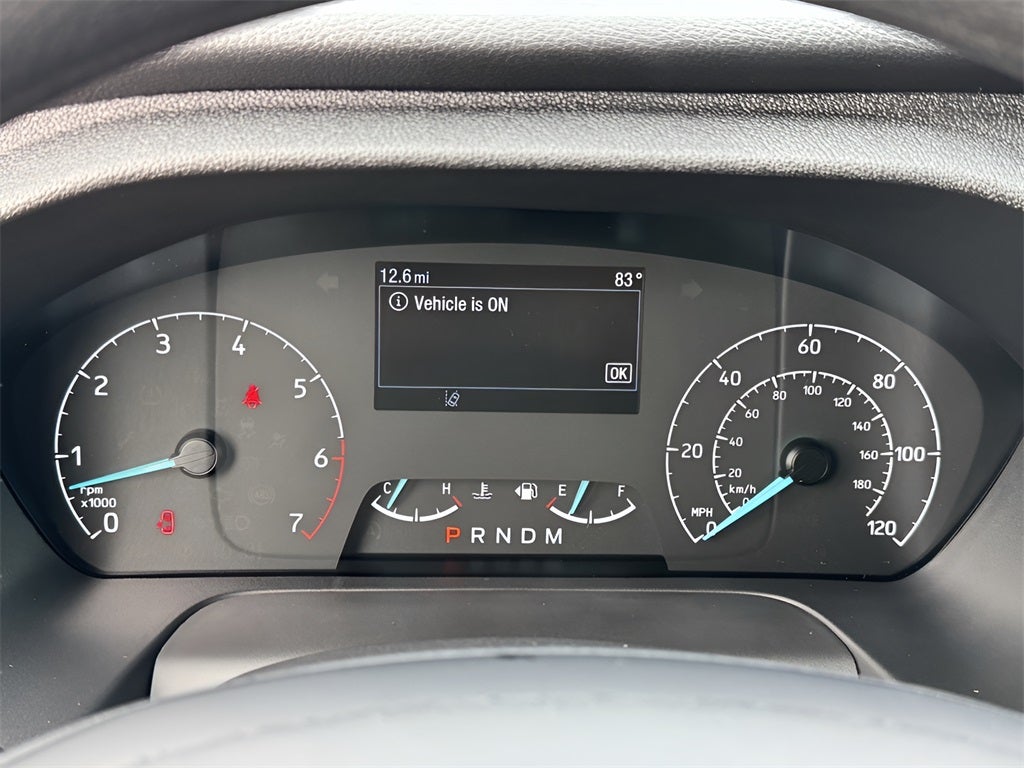 12.6 mi 83°
Vehicle is ON
OK
0 1 2 3 4 5 6 7
rpm
x1000
C H E F
P R N D M
0 20 40 60 80 100 120
MPH
0 20 40 60 80 100 120 140 160 180
km/h